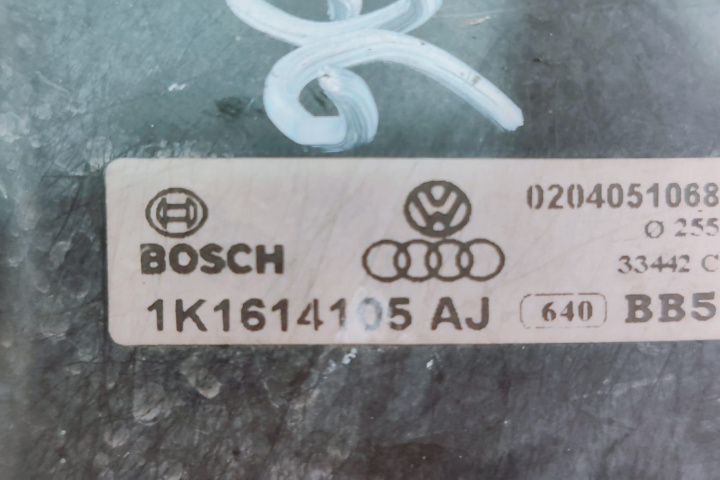 0204051068
Ø 255
BOSCH
33442 C
1K1614105 AJ 640 BB5